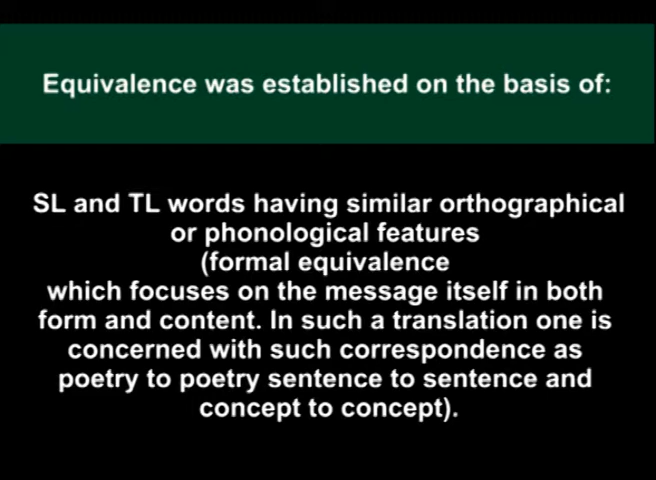 Equivalence was established on the basis of:
SL and TL words having similar orthographical
or phonological features
(formal equivalence
which focuses on the message itself in both
form and content. In such a translation one is
concerned with such correspondence as
poetry to poetry sentence to sentence and
concept to concept).